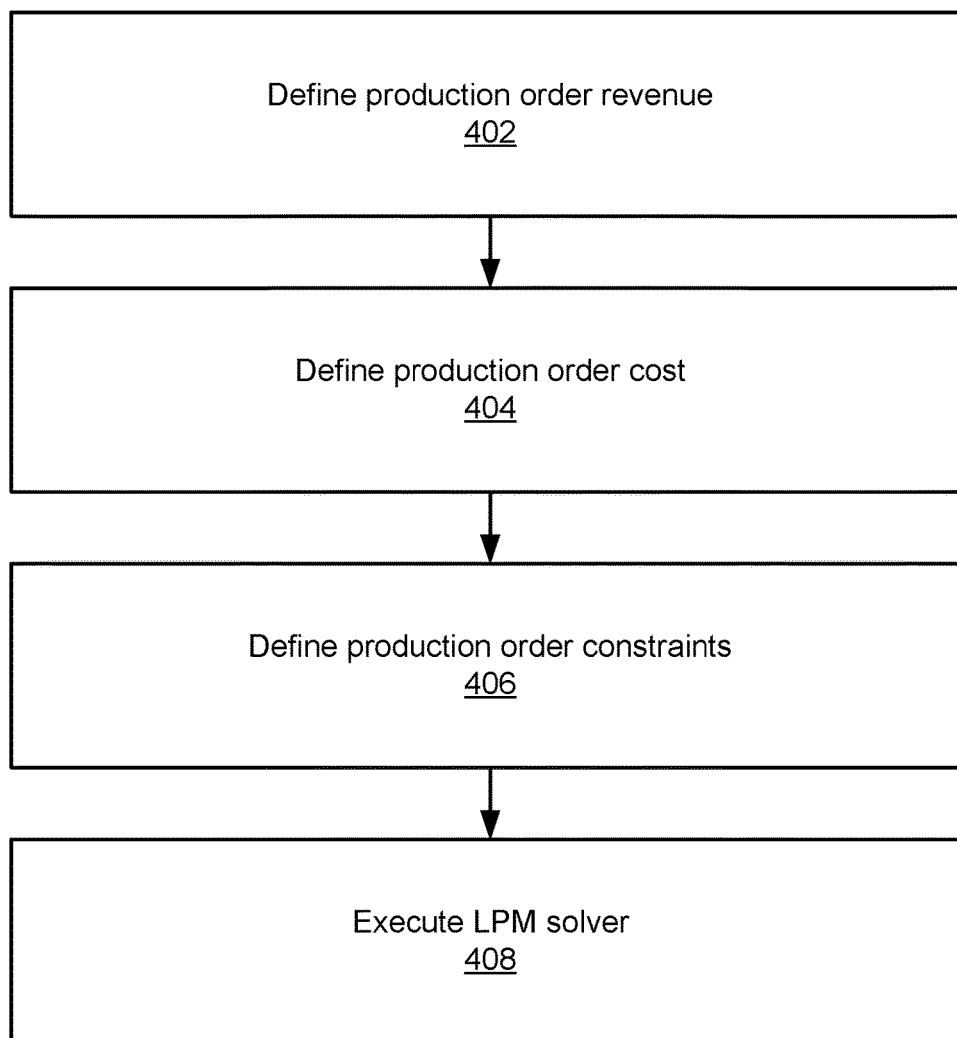 Define production order revenue
402
Define production order cost
404
Define production order constraints
406
Execute LPM solver
408